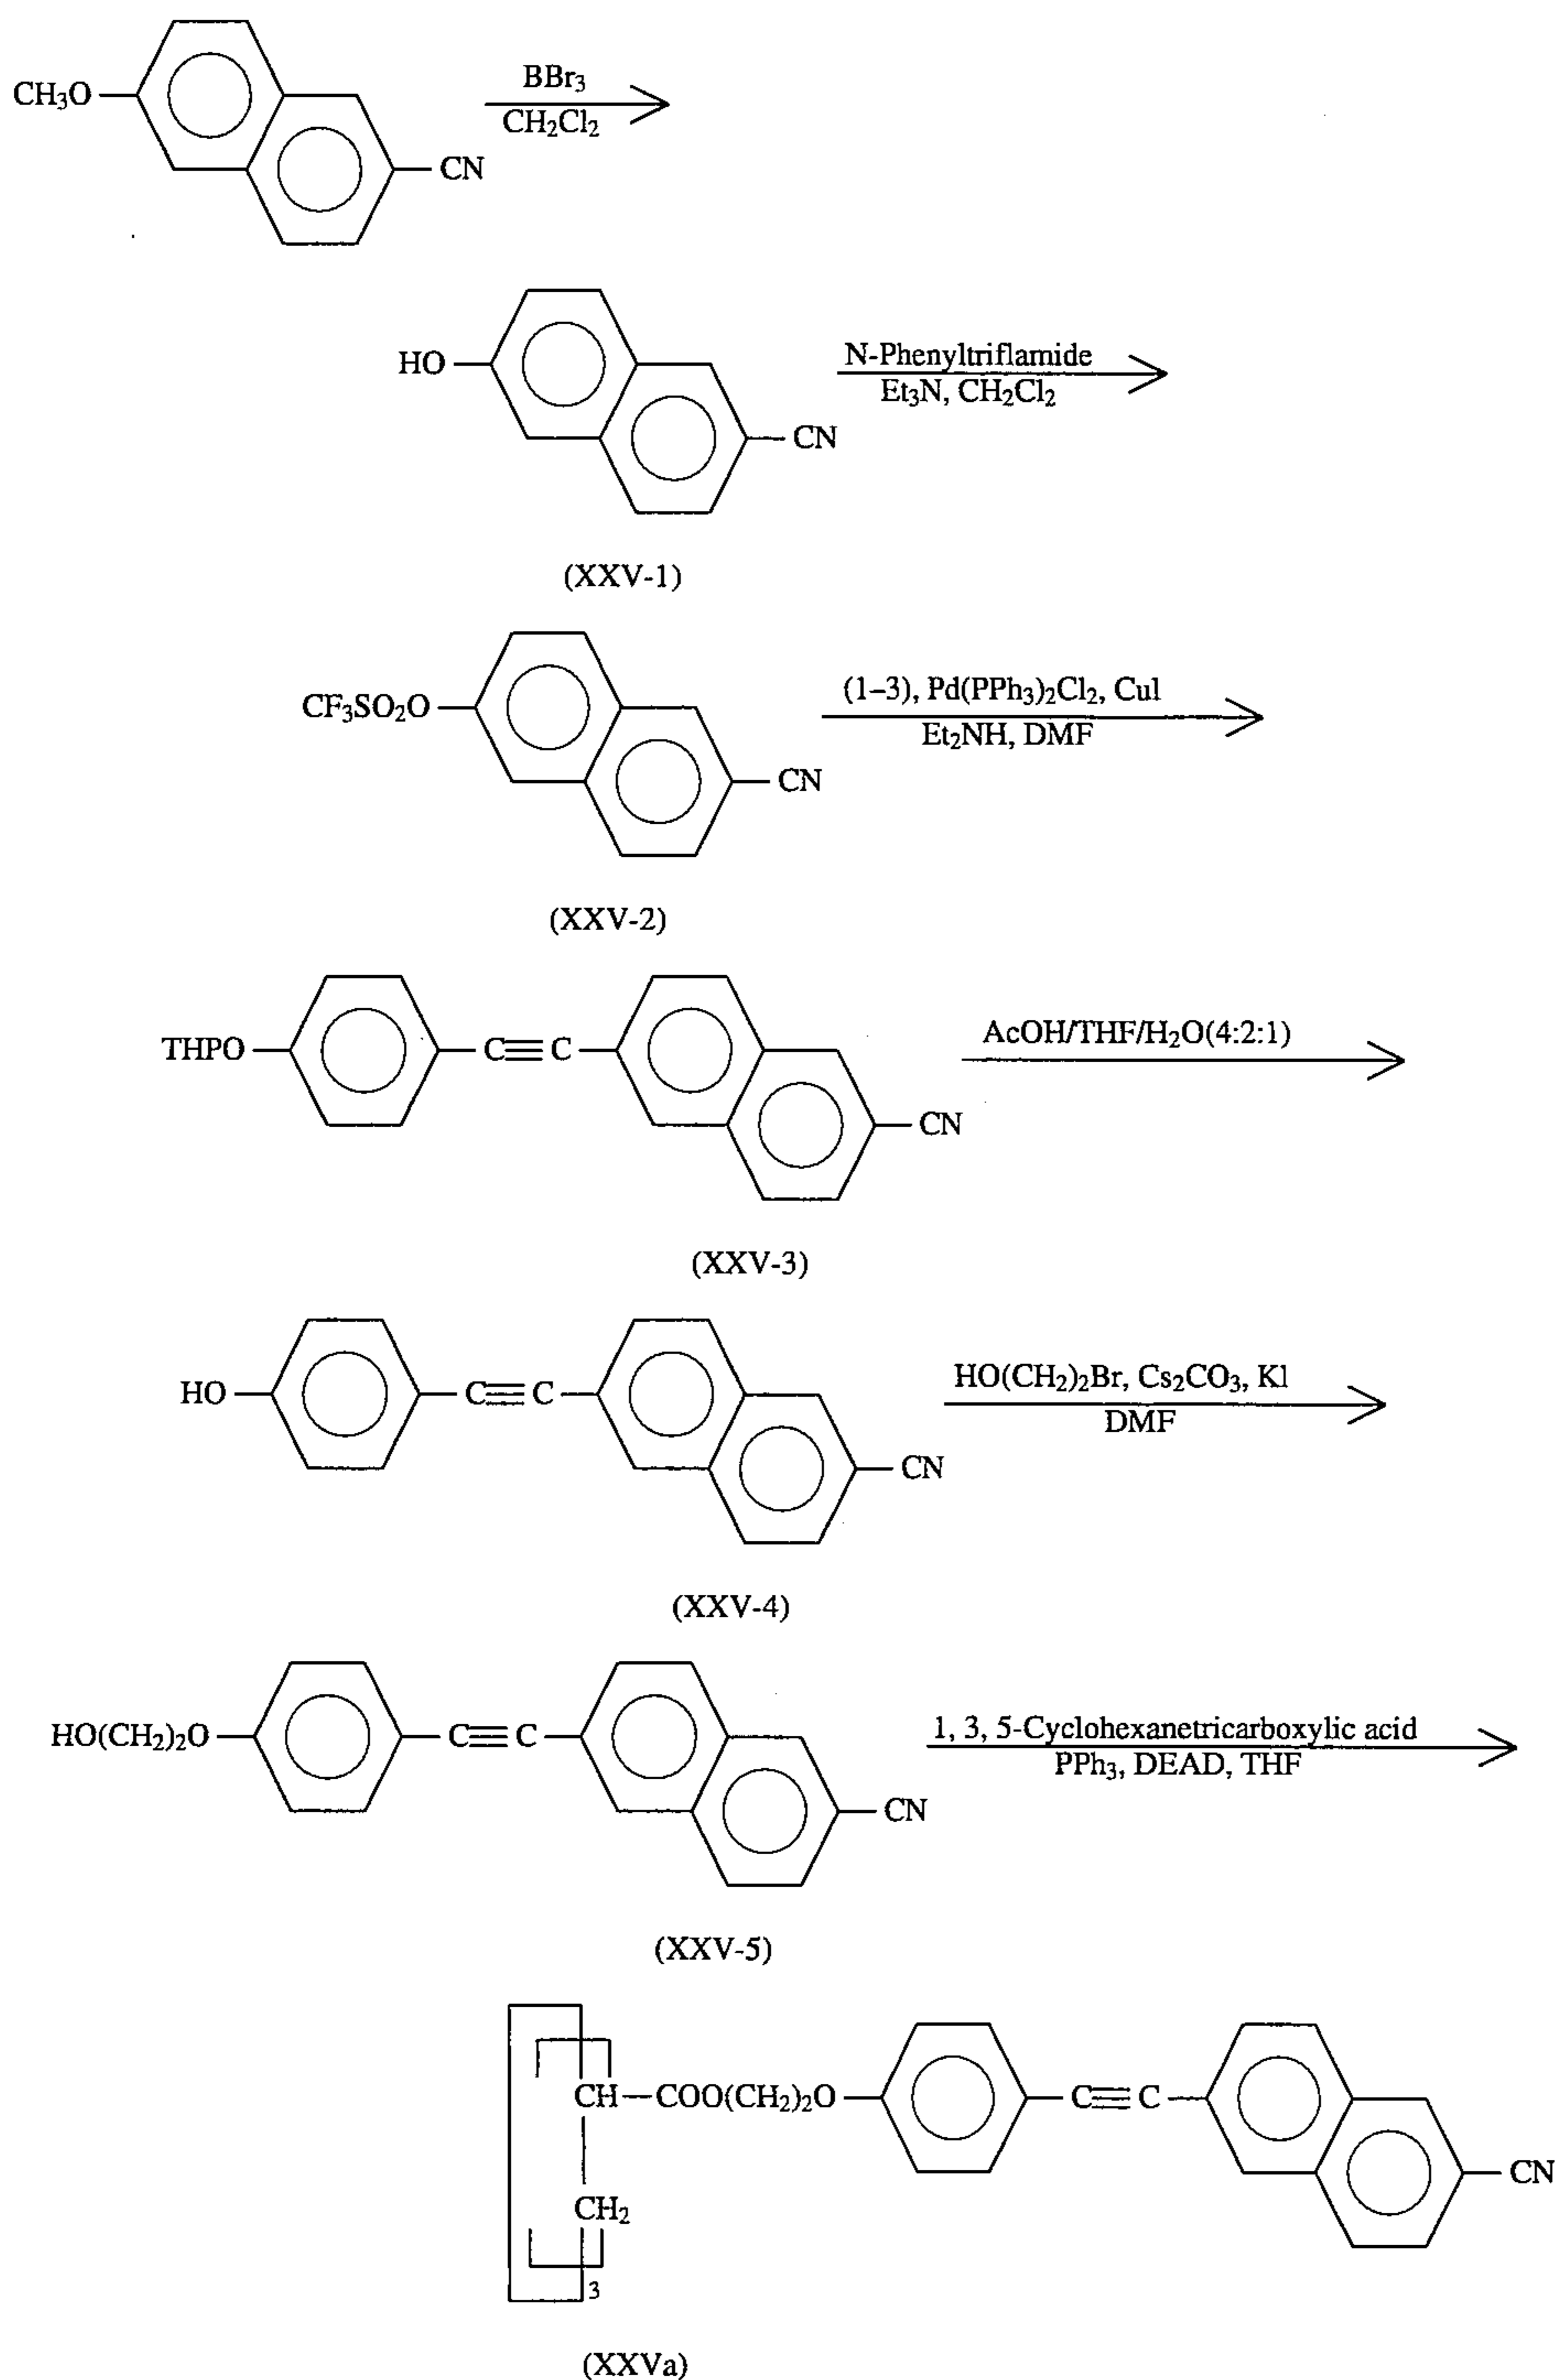 CH3O
CN
BBr3
CH2Cl2
HO
CN
N-Phenyltriflamide
Et3N, CH2Cl2
(XXV-1)
CF3SO2O
CN
(1–3), Pd(PPh3)2Cl2, CuI
Et2NH, DMF
(XXV-2)
THPO
C≡C
CN
AcOH/THF/H2O(4:2:1)
(XXV-3)
HO
C≡C
CN
HO(CH2)2Br, Cs2CO3, KI
DMF
(XXV-4)
HO(CH2)2O
C≡C
CN
1, 3, 5-Cyclohexanetricarboxylic acid
PPh3, DEAD, THF
(XXV-5)
CH—COO(CH2)2O
C≡C
CN
CH2
3
(XXVa)